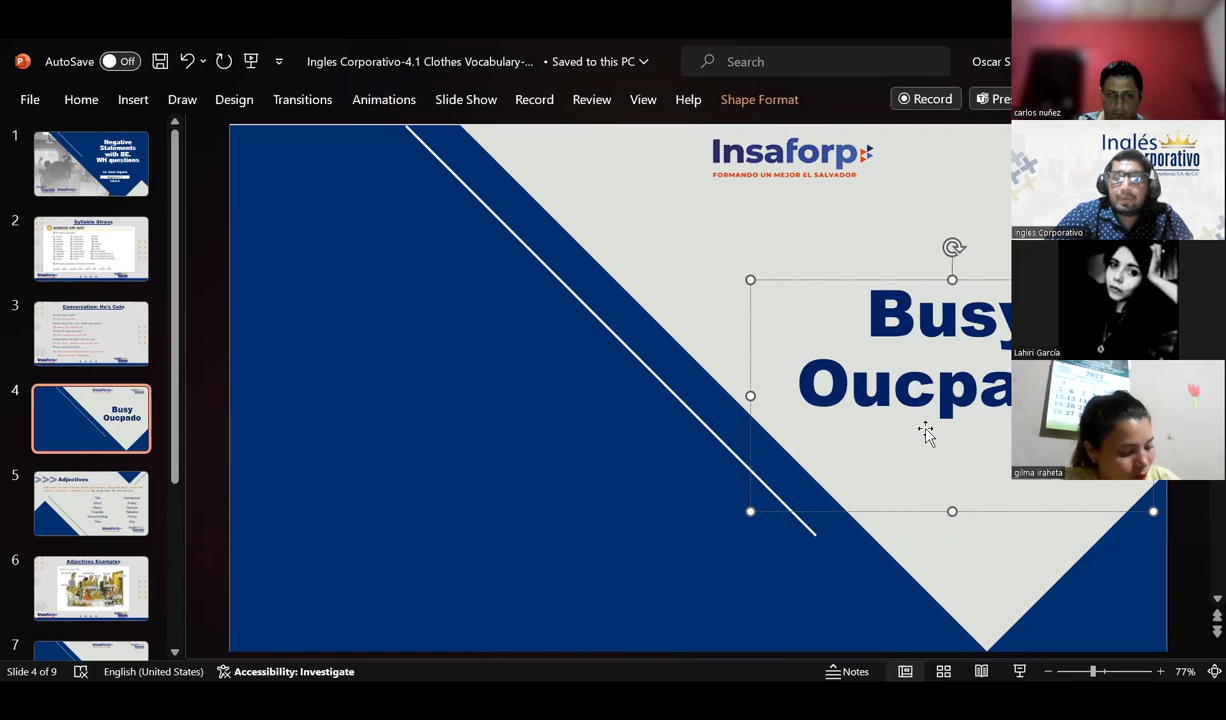 AutoSave Off
Ingles Corporativo-4.1 Clothes Vocabulary-... • Saved to this PC
Search
Oscar S
File Home Insert Draw Design Transitions Animations Slide Show Record Review View Help Shape Format
Record
Pres
1
Negative
Statements
with BE.
WH questions
2
Syllable Stress
3
Conversation: He's Cute
4
Insaforp
Busy
Oucpado
5
Adjectives
6
Adjectives Examples
7
Insaforp
FORMANDO UN MEJOR EL SALVADOR
Busy
Oucpa
carlos nuñez
Inglés
orporativo
Ingles Corporativo
Lahiri García
2023
gilma iraheta
Slide 4 of 9
English (United States)
Accessibility: Investigate
Notes
77%